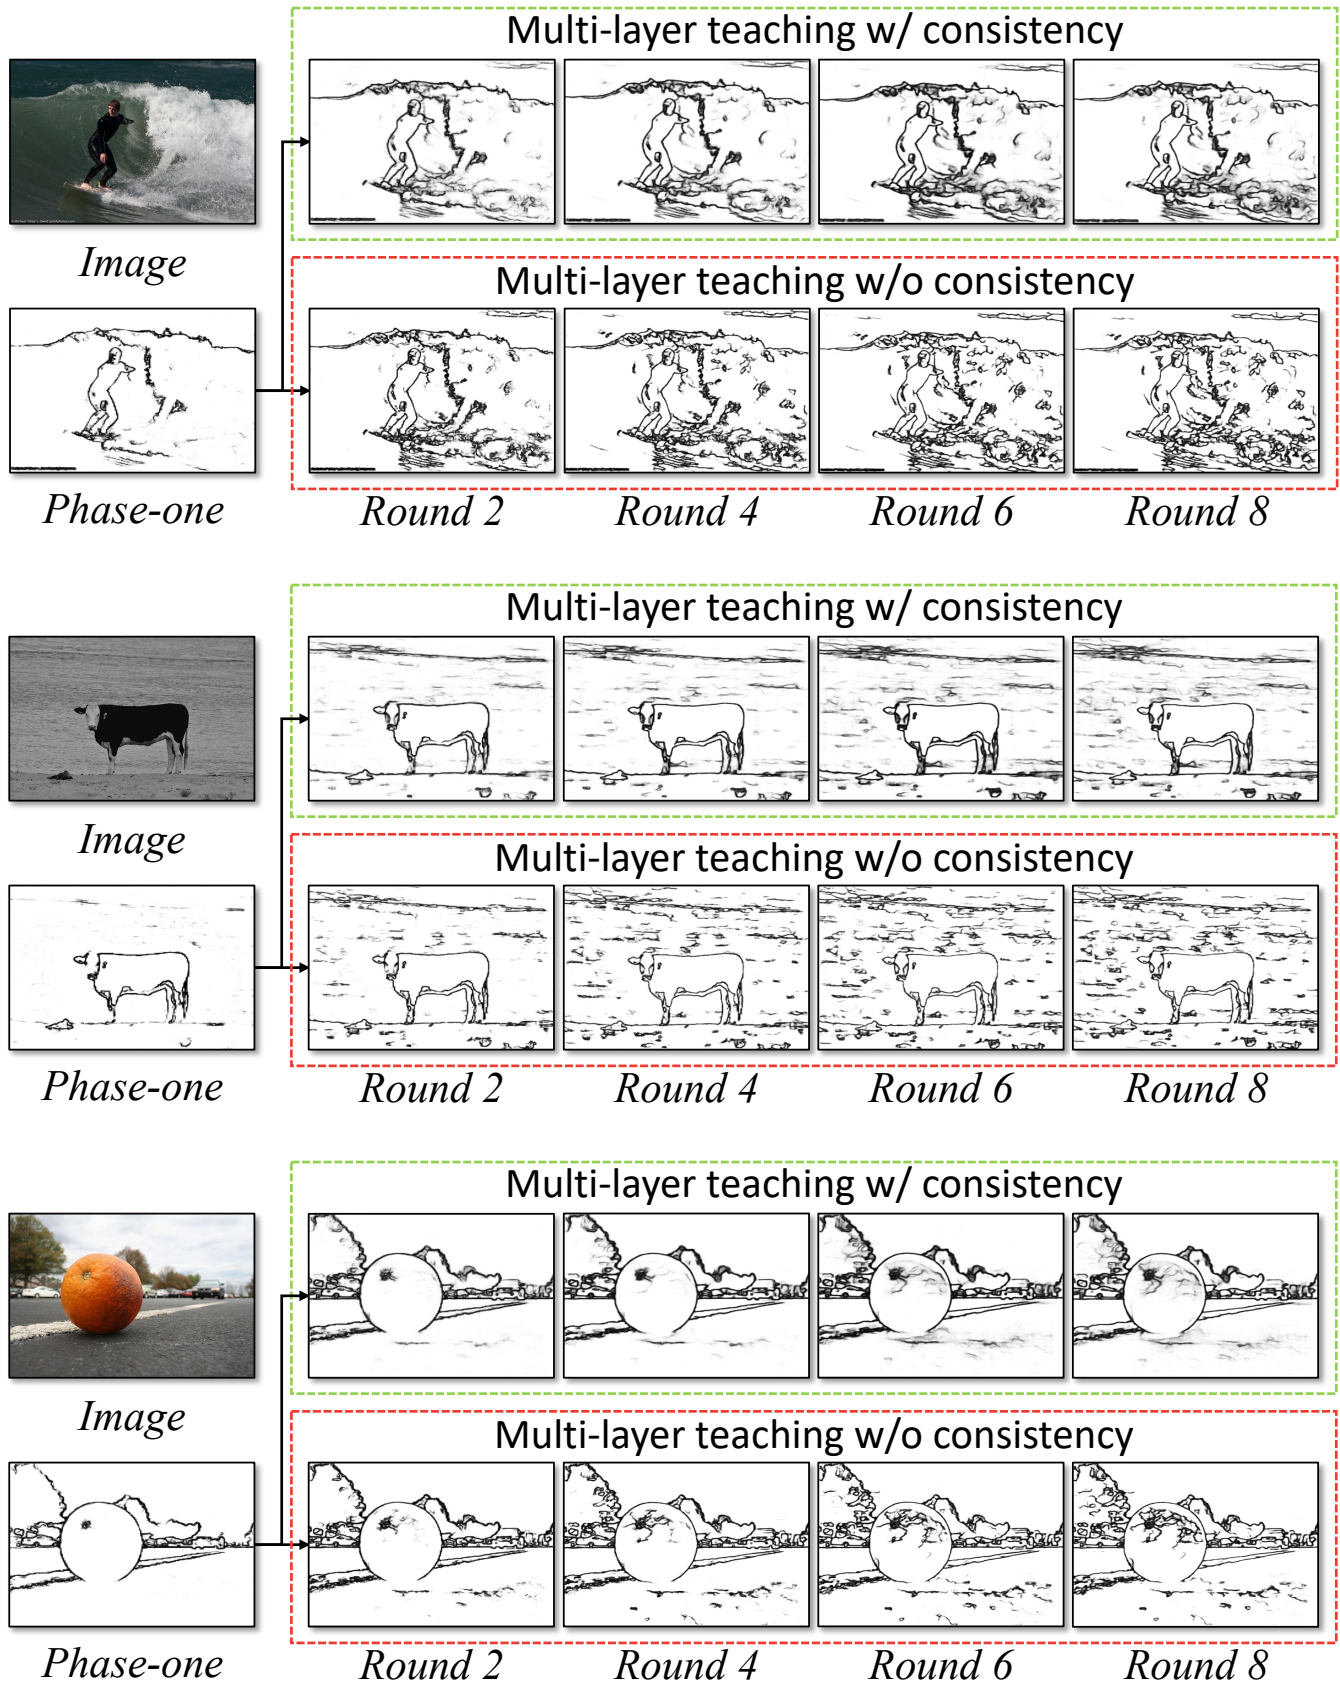 Multi-layer teaching w/ consistency
Image
Multi-layer teaching w/o consistency
Phase-one
Round 2
Round 4
Round 6
Round 8
Multi-layer teaching w/ consistency
Image
Multi-layer teaching w/o consistency
Phase-one
Round 2
Round 4
Round 6
Round 8
Multi-layer teaching w/ consistency
Image
Multi-layer teaching w/o consistency
Phase-one
Round 2
Round 4
Round 6
Round 8